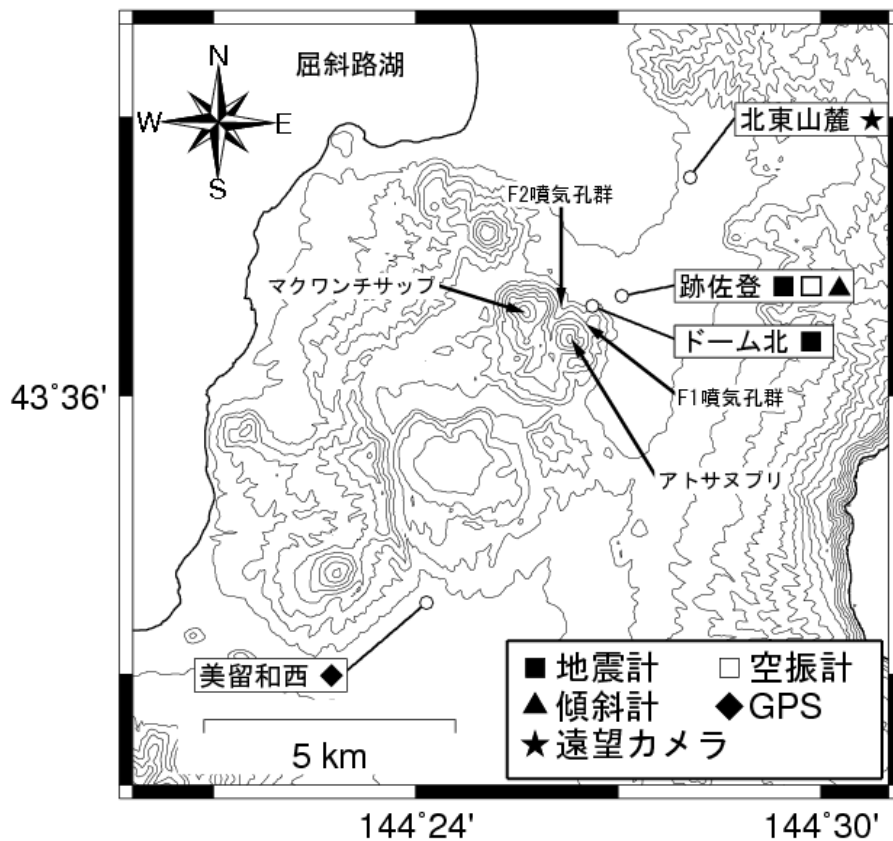 屈斜路湖
N
W E
S
北東山麓 ★
F2噴気孔群
マクワンチサップ
跡佐登 ■□▲
ドーム北 ■
43°36'
F1噴気孔群
アトサヌプリ
美留和西 ◆
■地震計 □空振計
▲傾斜計 ◆GPS
★遠望カメラ
5 km
144°24' 144°30'